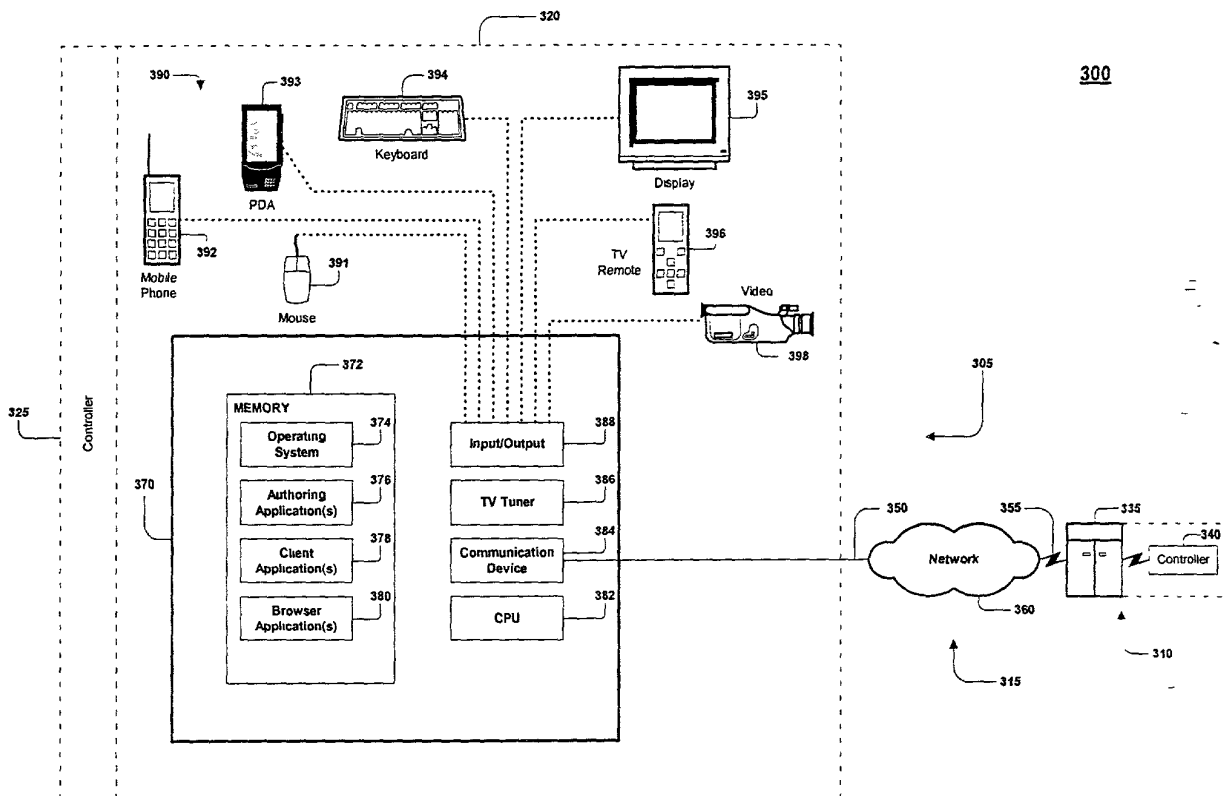 320
300
390
393
394
395
Keyboard
PDA
Display
392
Mobile
Phone
391
Mouse
396
TV
Remote
Video
398
372
305
325
Controller
MEMORY
374
Operating
System
Input/Output
388
370
376
Authoring
Application(s)
TV Tuner
386
378
Client
Application(s)
Communication
Device
384
350
355
335
340
Network
Controller
360
380
Browser
Application(s)
CPU
382
310
315